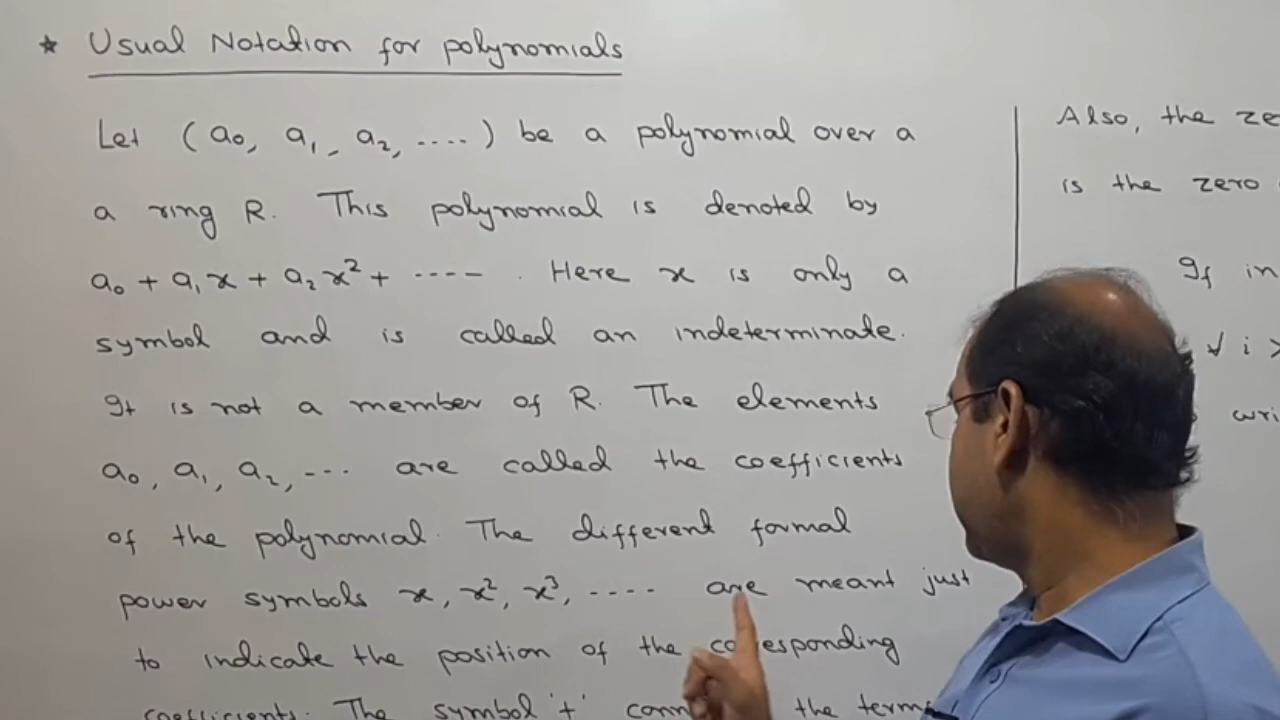 * Usual Notation for polynomials
Let (a₀, a₁, a₂, ....) be a polynomial over a
a ring R. This polynomial is denoted by
a₀ + a₁x + a₂x² + ---- . Here x is only a
symbol and is called an indeterminate.
It is not a member of R. The elements
a₀, a₁, a₂, --- are called the coefficients
of the polynomial. The different formal
power symbols x, x², x³, ---- are meant just
to indicate the position of the corresponding
coefficients. The symbol '+' the terms
Also, the
is the zero
If in
∀ i >